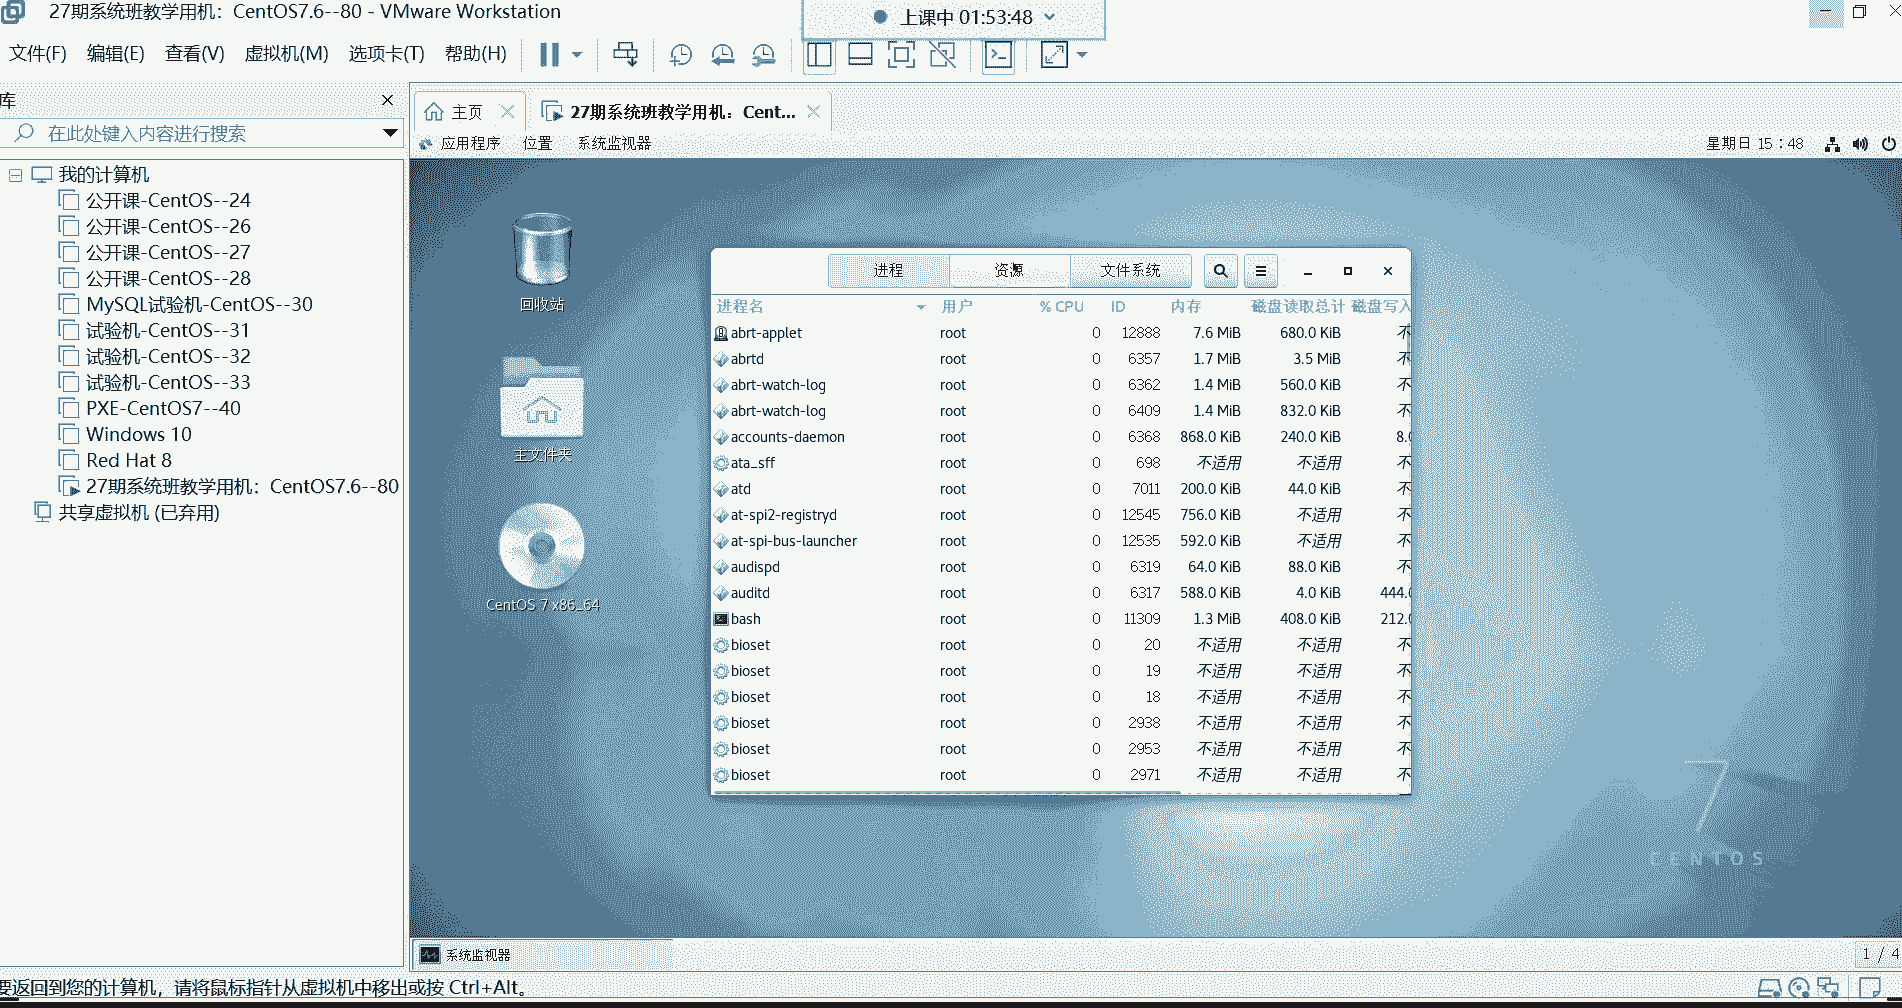 27期系统班教学用机：CentOS7.6--80 - VMware Workstation
上课中 01:53:48
文件(F) 编辑(E) 查看(V) 虚拟机(M) 选项卡(T) 帮助(H)
库
在此处键入内容进行搜索
我的计算机
公开课-CentOS--24
公开课-CentOS--26
公开课-CentOS--27
公开课-CentOS--28
MySQL试验机-CentOS--30
试验机-CentOS--31
试验机-CentOS--32
试验机-CentOS--33
PXE-CentOS7--40
Windows 10
Red Hat 8
27期系统班教学用机：CentOS7.6--80
共享虚拟机 (已弃用)
主页 27期系统班教学用机：Cent...
应用程序 位置 系统监视器 星期日 15：48
回收站
主文件夹
CentOS 7 x86_64
进程 资源 文件系统
进程名 用户 % CPU ID 内存 磁盘读取总计 磁盘写入
abrt-applet root 0 12888 7.6 MiB 680.0 KiB 不
abrtd root 0 6357 1.7 MiB 3.5 MiB 不
abrt-watch-log root 0 6362 1.4 MiB 560.0 KiB 不
abrt-watch-log root 0 6409 1.4 MiB 832.0 KiB 不
accounts-daemon root 0 6368 868.0 KiB 240.0 KiB 8.0
ata_sff root 0 698 不适用 不适用 不
atd root 0 7011 200.0 KiB 44.0 KiB 不
at-spi2-registryd root 0 12545 756.0 KiB 不适用 不
at-spi-bus-launcher root 0 12535 592.0 KiB 不适用 不
audispd root 0 6319 64.0 KiB 88.0 KiB 不
auditd root 0 6317 588.0 KiB 4.0 KiB 444.0
bash root 0 11309 1.3 MiB 408.0 KiB 212.0
bioset root 0 20 不适用 不适用 不
bioset root 0 19 不适用 不适用 不
bioset root 0 18 不适用 不适用 不
bioset root 0 2938 不适用 不适用 不
bioset root 0 2953 不适用 不适用 不
bioset root 0 2971 不适用 不适用 不
7
CENTOS
系统监视器
1 / 4
要返回到您的计算机，请将鼠标指针从虚拟机中移出或按 Ctrl+Alt。